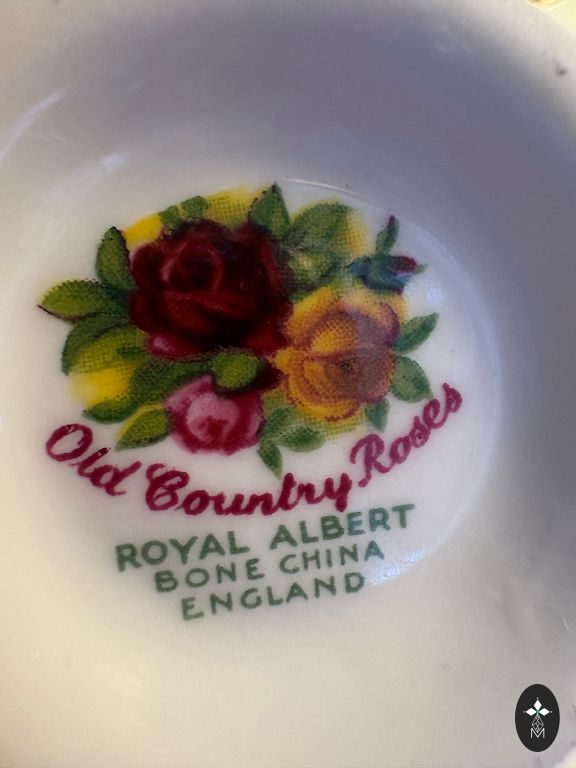 Old Country Roses
ROYAL ALBERT
BONE CHINA
ENGLAND
M